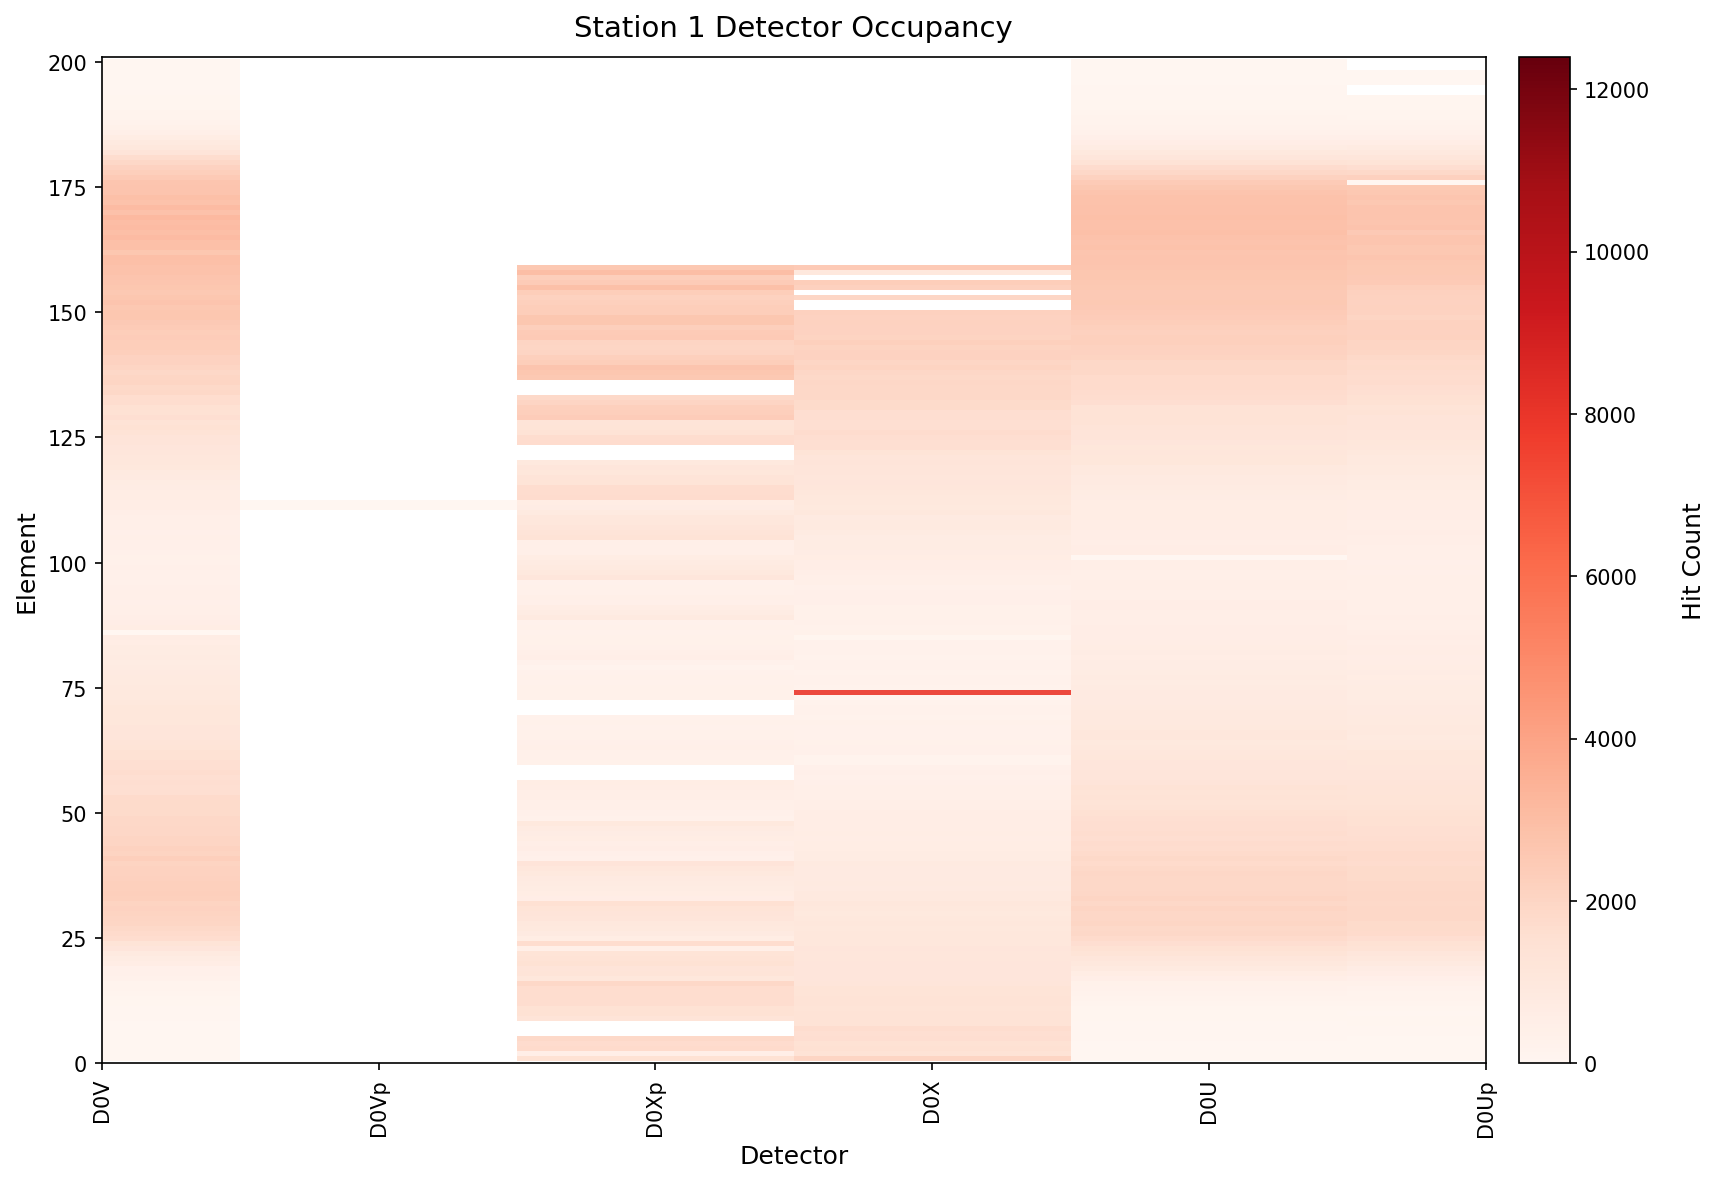 Station 1 Detector Occupancy
200
175
150
125
100
75
50
25
0
Element
D0V
D0Vp
D0Xp
D0X
D0U
D0Up
Detector
12000
10000
8000
6000
4000
2000
0
Hit Count